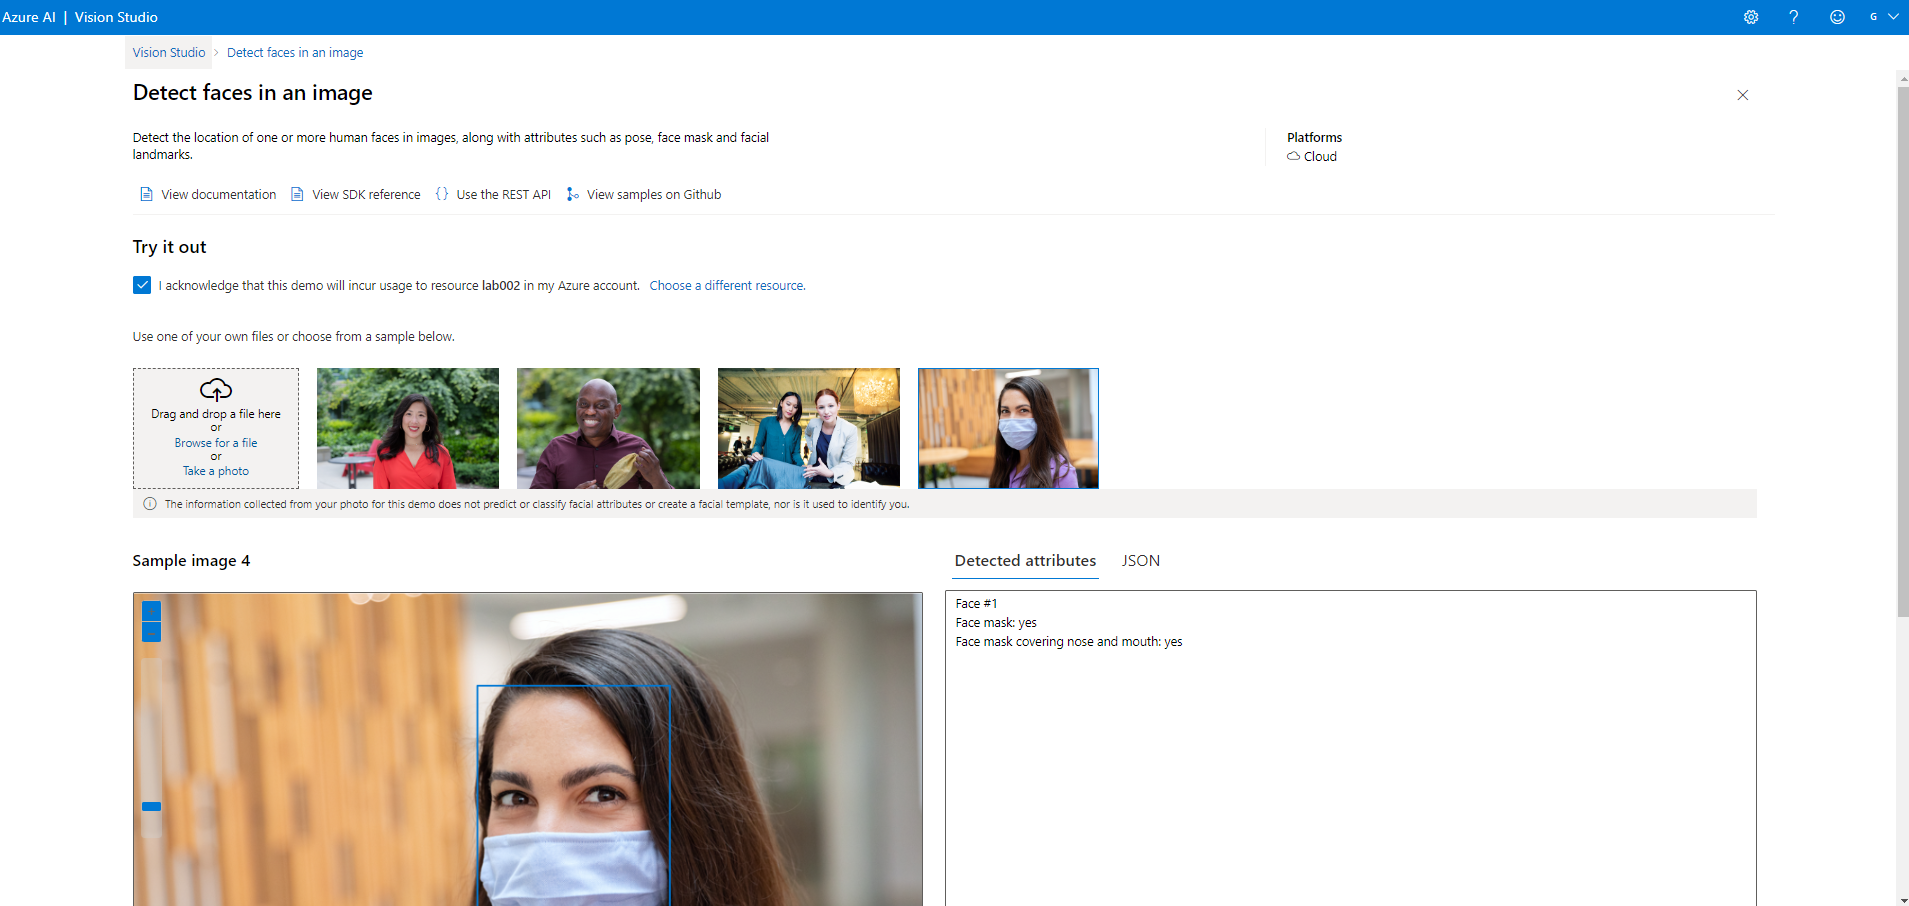 Azure AI | Vision Studio
G
Vision Studio > Detect faces in an image
Detect faces in an image
Detect the location of one or more human faces in images, along with attributes such as pose, face mask and facial
landmarks.
Platforms
Cloud
View documentation View SDK reference {} Use the REST API View samples on Github
Try it out
I acknowledge that this demo will incur usage to resource lab002 in my Azure account. Choose a different resource.
Use one of your own files or choose from a sample below.
Drag and drop a file here
or
Browse for a file
or
Take a photo
The information collected from your photo for this demo does not predict or classify facial attributes or create a facial template, nor is it used to identify you.
Sample image 4
Detected attributes JSON
Face #1
Face mask: yes
Face mask covering nose and mouth: yes